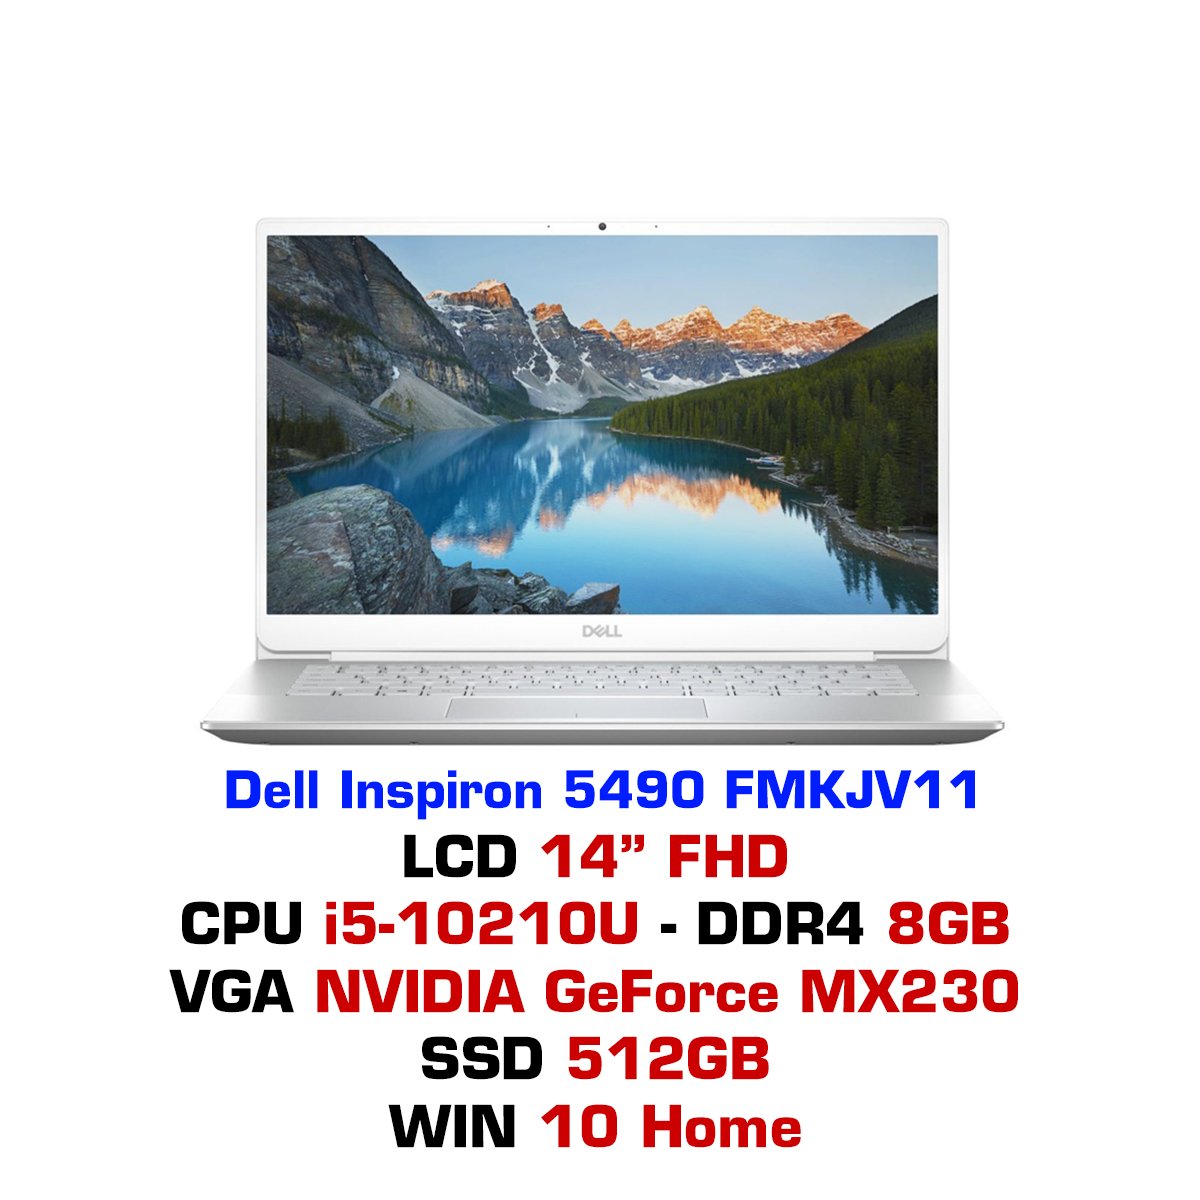 DELL
Dell Inspiron 5490 FMKJV11
LCD 14” FHD
CPU i5-10210U - DDR4 8GB
VGA NVIDIA GeForce MX230
SSD 512GB
WIN 10 Home